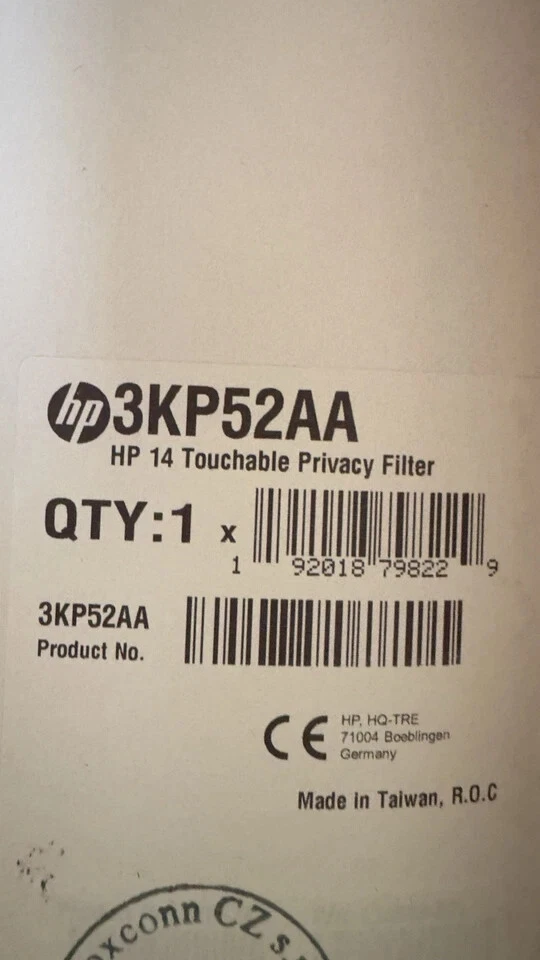 hp 3KP52AA
HP 14 Touchable Privacy Filter
QTY:1 x
1 92018 79822 9
3KP52AA
Product No.
CE
HP, HQ-TRE
71004 Boeblingen
Germany
Made in Taiwan, R.O.C
oxconn CZ s.